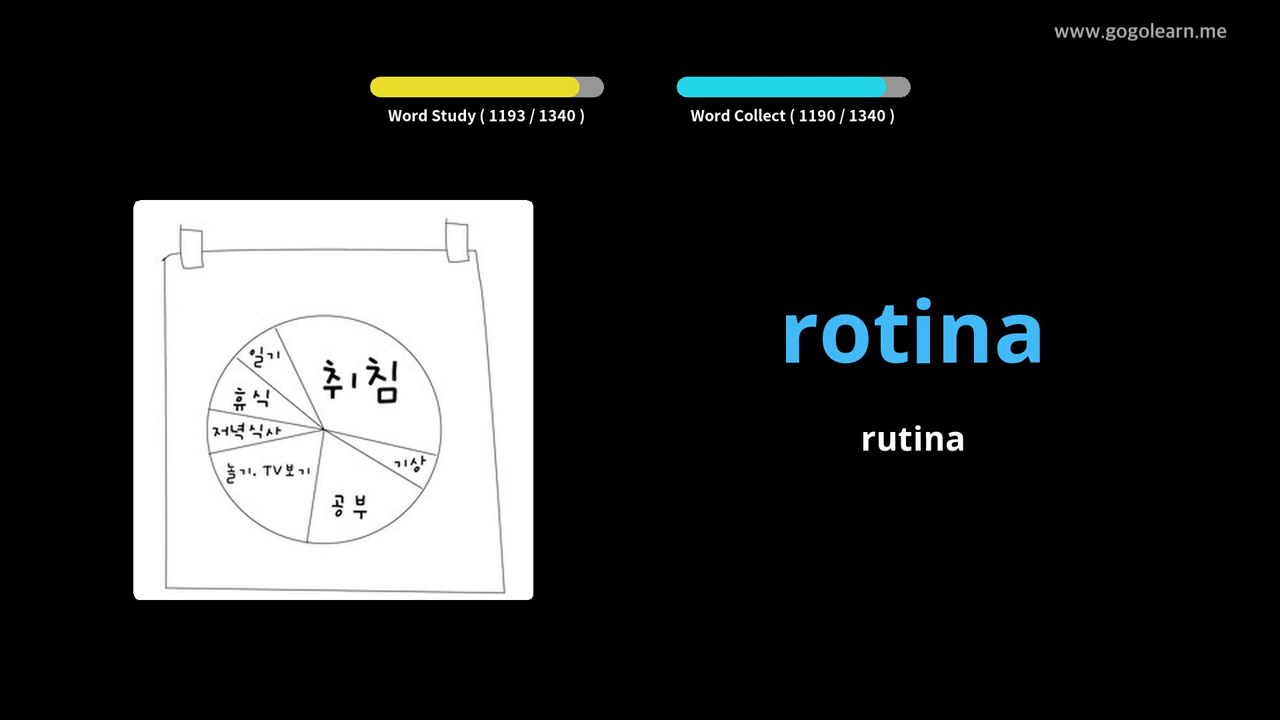 www.gogolearn.me
Word Study ( 1193 / 1340 )
Word Collect ( 1190 / 1340 )
일기
취침
휴식
저녁식사
기상
놀기. TV보기
공부
rotina
rutina